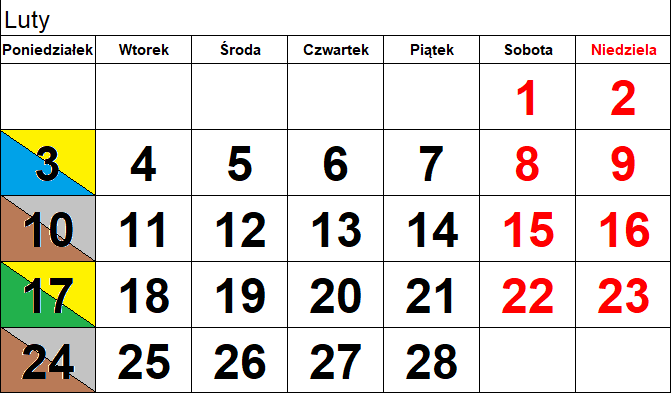 Luty
Poniedziałek Wtorek Środa Czwartek Piątek Sobota Niedziela
1 2
3 4 5 6 7 8 9
10 11 12 13 14 15 16
17 18 19 20 21 22 23
24 25 26 27 28